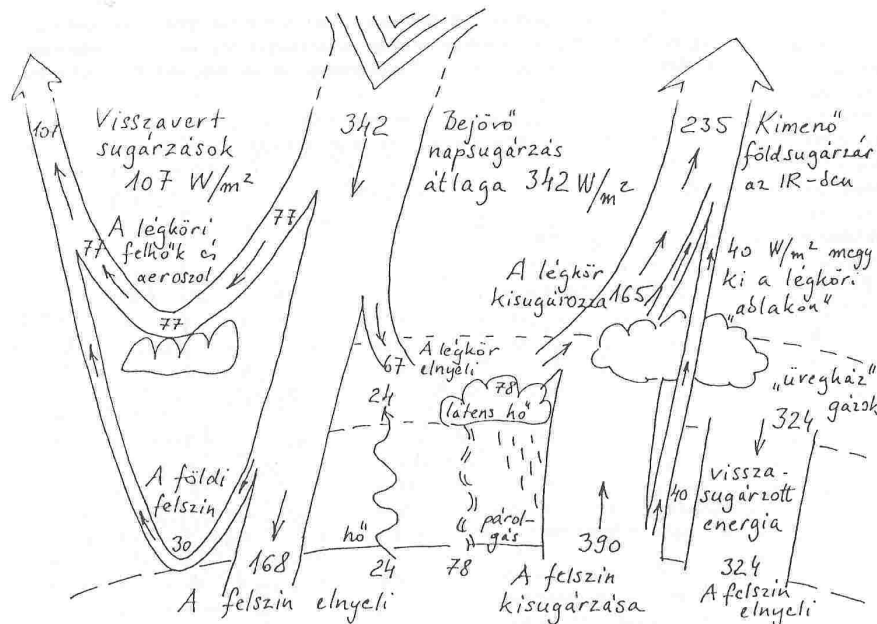 107
Visszavert
sugárzások
107 W/m²
342
Bejövő
napsugárzás
átlaga 342 W/m²
235
Kimenő
földsugárzás
az IR-ben
77
A légköri
felhők és
aeroszol
77
77
A légkör
kisugározza 165
40 W/m² megy
ki a légköri
„ablakon”
67
A légkör
elnyeli
24
78
látens hő
„üregház”
gázok
324
vissza-
sugárzott
energia
A földi
felszín
30
168
A felszín elnyeli
hő
24
párol-
gás
78
390
A felszín
kisugárzása
40
324
A felszín
elnyeli